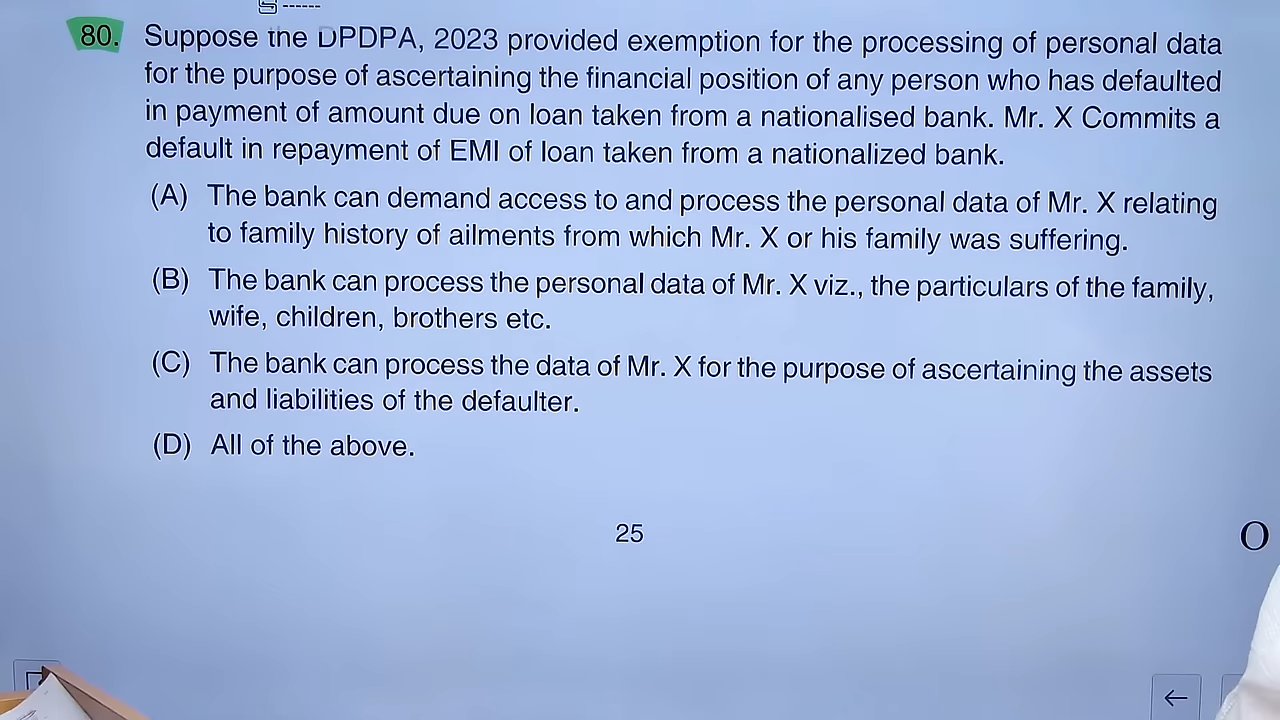 80. Suppose the DPDPA, 2023 provided exemption for the processing of personal data
for the purpose of ascertaining the financial position of any person who has defaulted
in payment of amount due on loan taken from a nationalised bank. Mr. X Commits a
default in repayment of EMI of loan taken from a nationalized bank.
(A) The bank can demand access to and process the personal data of Mr. X relating
to family history of ailments from which Mr. X or his family was suffering.
(B) The bank can process the personal data of Mr. X viz., the particulars of the family,
wife, children, brothers etc.
(C) The bank can process the data of Mr. X for the purpose of ascertaining the assets
and liabilities of the defaulter.
(D) All of the above.
25
O